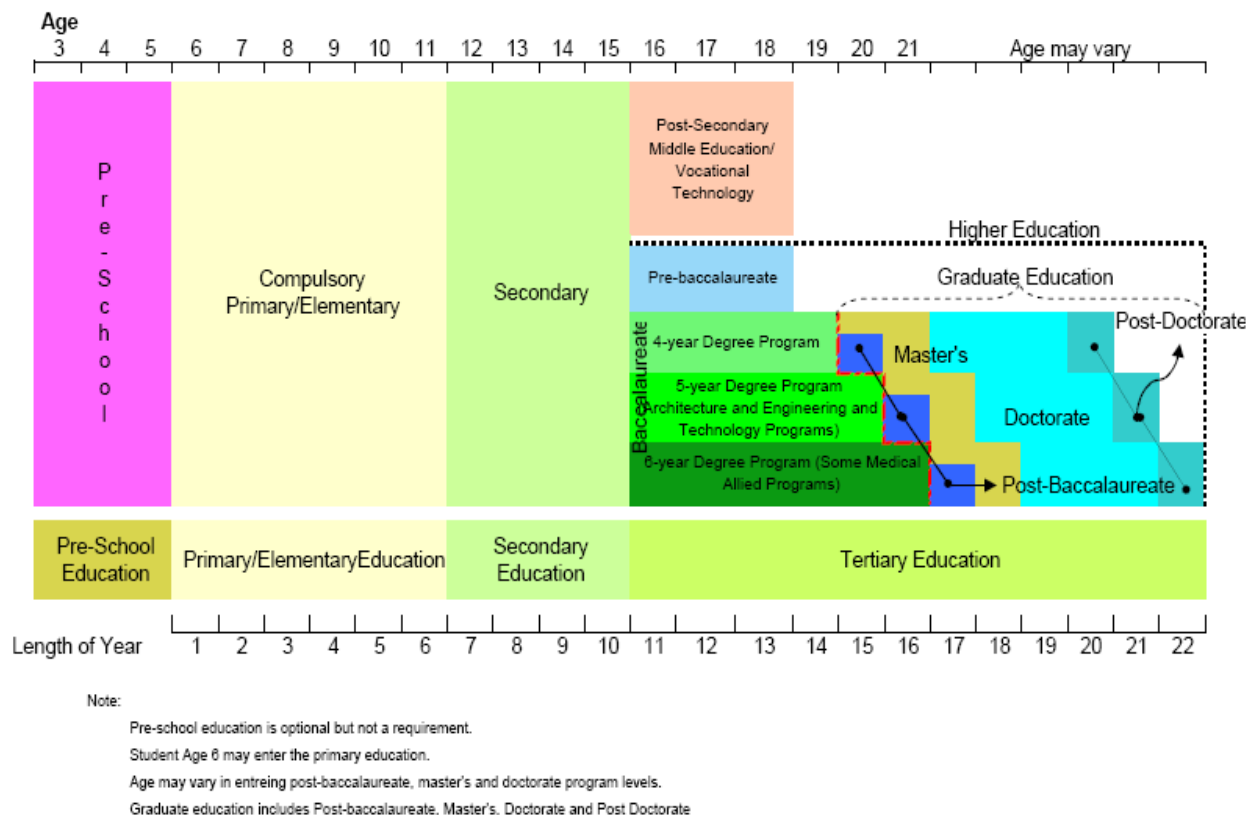 Age
3 4 5 6 7 8 9 10 11 12 13 14 15 16 17 18 19 20 21 Age may vary
Pre-School
Compulsory
Primary/Elementary
Secondary
Post-Secondary
Middle Education/
Vocational
Technology
Higher Education
Pre-baccalaureate
Graduate Education
Baccalaureate
4-year Degree Program
Master's
Post-Doctorate
5-year Degree Program
Architecture and Engineering and
Technology Programs)
Doctorate
6-year Degree Program (Some Medical
Allied Programs)
Post-Baccalaureate
Pre-School
Education
Primary/ElementaryEducation
Secondary
Education
Tertiary Education
Length of Year 1 2 3 4 5 6 7 8 9 10 11 12 13 14 15 16 17 18 19 20 21 22
Note:
Pre-school education is optional but not a requirement.
Student Age 6 may enter the primary education.
Age may vary in entreing post-baccalaureate, master's and doctorate program levels.
Graduate education includes Post-baccalaureate, Master's, Doctorate and Post Doctorate